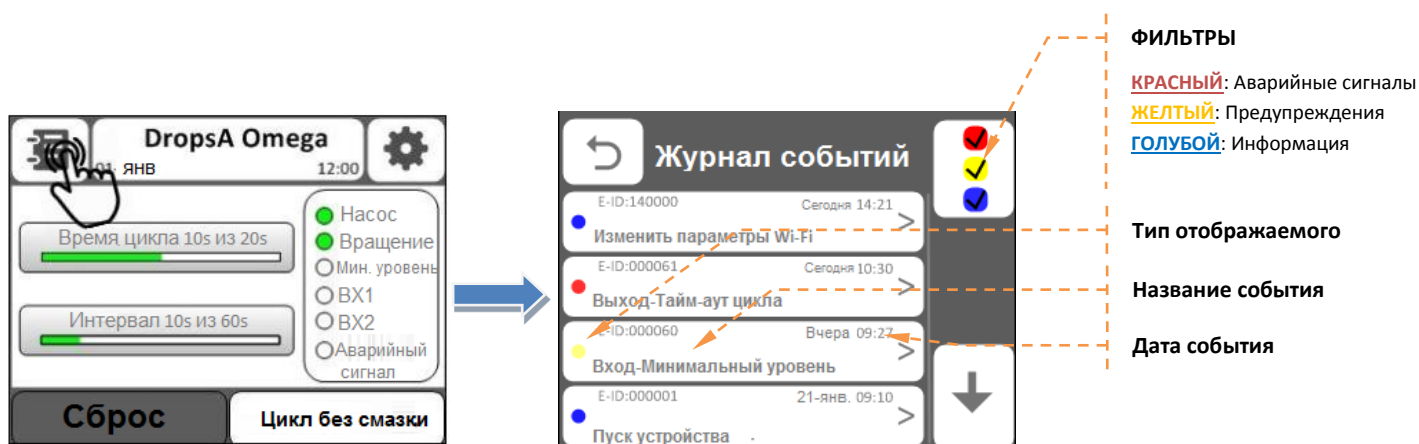 DropsA Omega
01 ЯНВ 12:00
Время цикла 10s из 20s
Интервал 10s из 60s
Насос
Вращение
Мин. уровень
ВХ1
ВХ2
Аварийный
сигнал
Сброс
Цикл без смазки
Журнал событий
E-ID:140000 Сегодня 14:21
Изменить параметры Wi-Fi >
E-ID:000061 Сегодня 10:30
Выход-Тайм-аут цикла >
E-ID:000060 Вчера 09:27
Вход-Минимальный уровень >
E-ID:000001 21-янв. 09:10
Пуск устройства >
ФИЛЬТРЫ
КРАСНЫЙ: Аварийные сигналы
ЖЕЛТЫЙ: Предупреждения
ГОЛУБОЙ: Информация
Тип отображаемого
Название события
Дата события